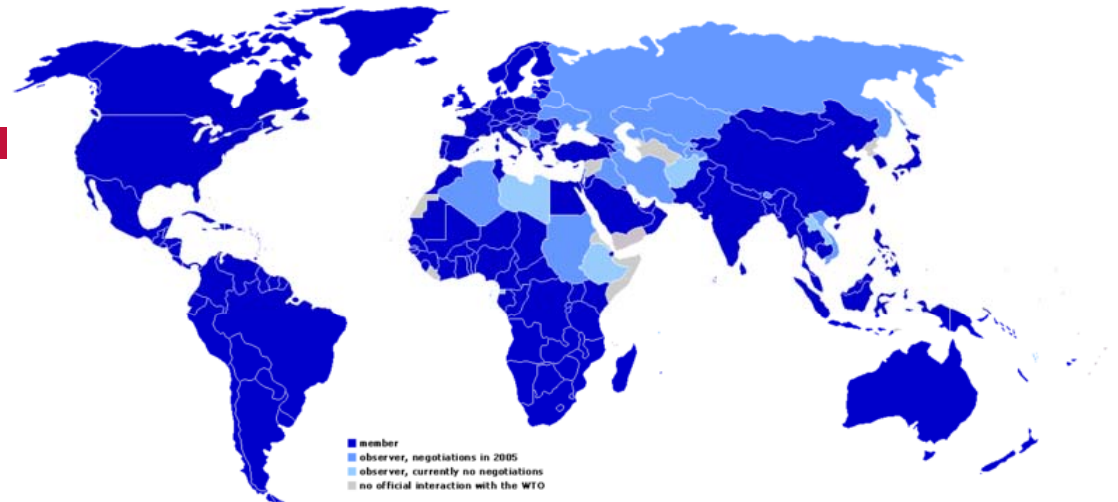 member
observer, negotiations in 2005
observer, currently no negotiations
no official interaction with the WTO